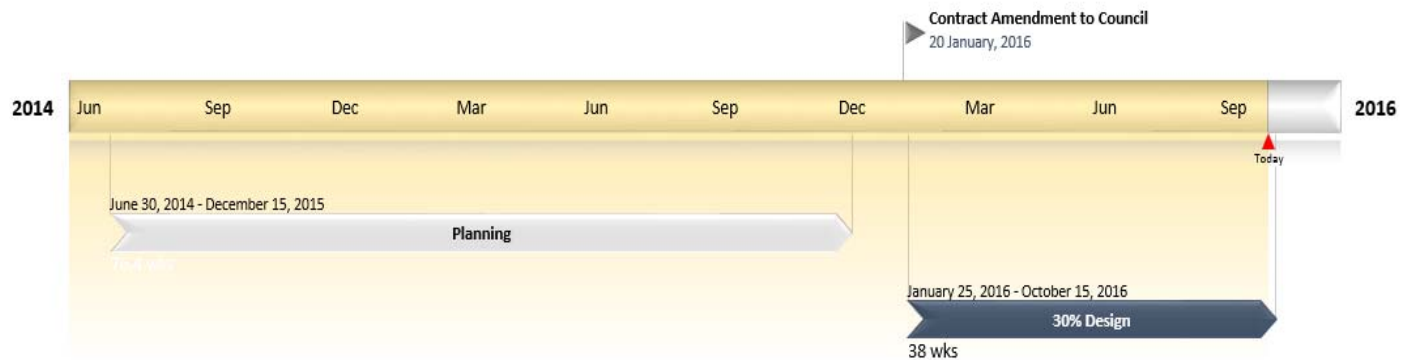 Contract Amendment to Council
20 January, 2016
2014 Jun Sep Dec Mar Jun Sep Dec Mar Jun Sep 2016
Today
June 30, 2014 - December 15, 2015
Planning
January 25, 2016 - October 15, 2016
30% Design
38 wks